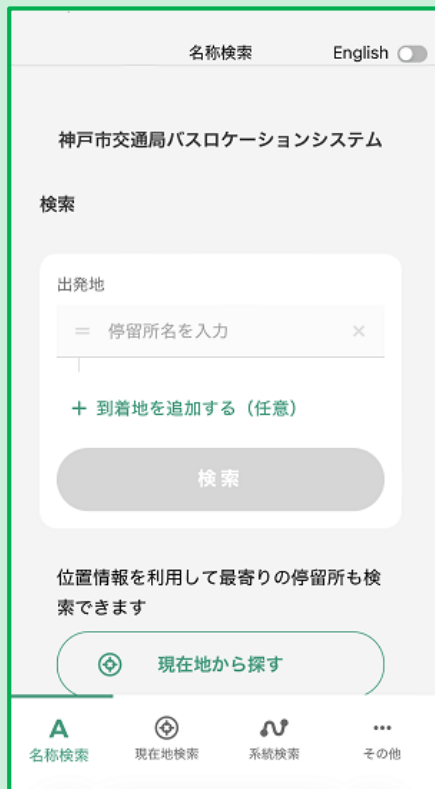 名称検索 English
神戸市交通局バスロケーションシステム
検索
出発地
停留所名を入力
+ 到着地を追加する（任意）
検索
位置情報を利用して最寄りの停留所も検
索できます
現在地から探す
A
名称検索 現在地検索 系統検索 その他